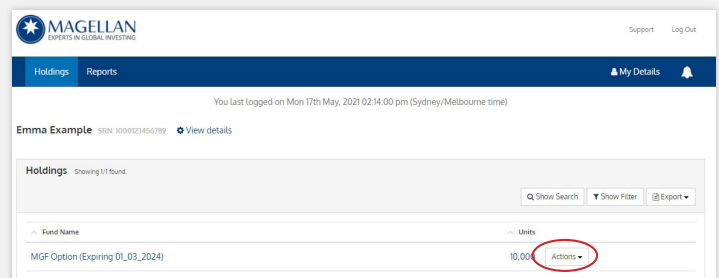 MAGELLAN
EXPERTS IN GLOBAL INVESTING
Support Log Out
Holdings Reports My Details
You last logged on Mon 17th May, 2021 02:14:00 pm (Sydney/Melbourne time)
Emma Example SRN: I000123456789 View details
Holdings Showing 1/1 found.
Show Search Show Filter Export
Fund Name Units
MGF Option (Expiring 01_03_2024) 10,000 Actions